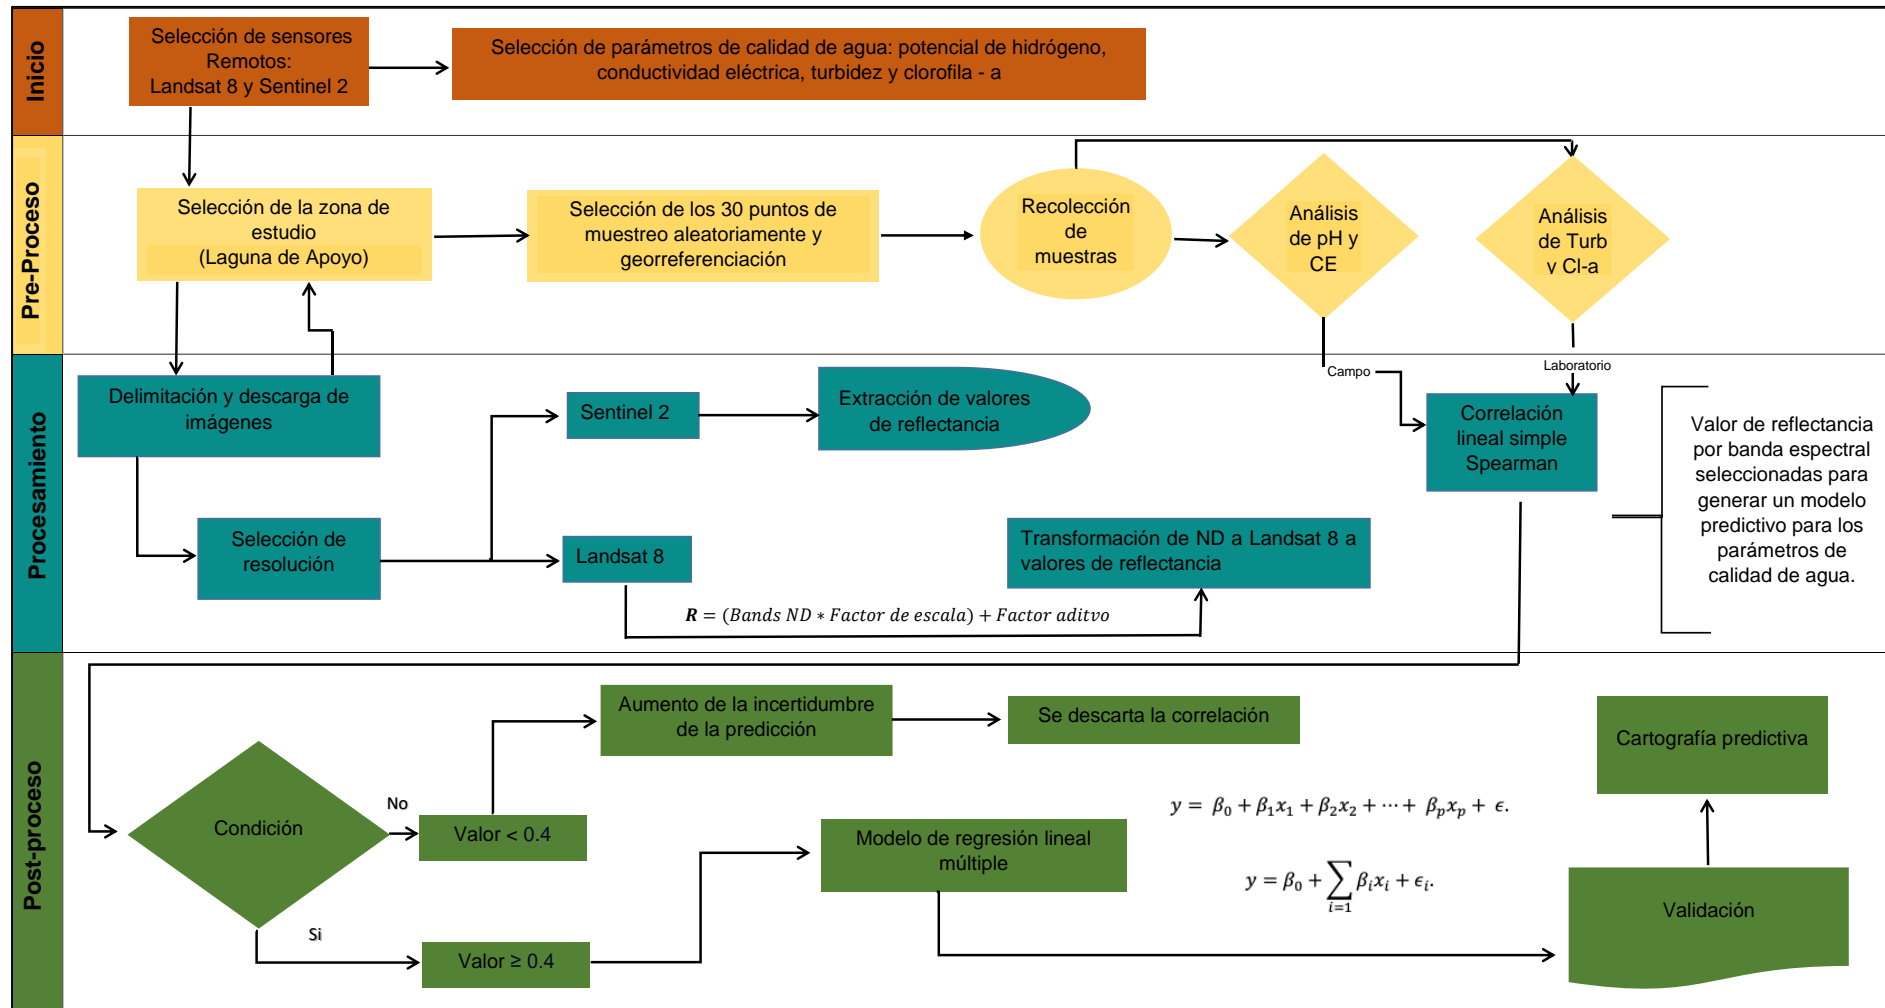 Inicio
Selección de sensores
Remotos:
Landsat 8 y Sentinel 2
Selección de parámetros de calidad de agua: potencial de hidrógeno,
conductividad eléctrica, turbidez y clorofila - a
Pre-Proceso
Selección de la zona de
estudio
(Laguna de Apoyo)
Selección de los 30 puntos de
muestreo aleatoriamente y
georreferenciación
Recolección
de
muestras
Análisis
de pH y
CE
Análisis
de Turb
y Cl-a
Procesamiento
Campo
Laboratorio
Delimitación y descarga de
imágenes
Sentinel 2
Extracción de valores
de reflectancia
Correlación
lineal simple
Spearman
Valor de reflectancia
por banda espectral
seleccionadas para
generar un modelo
predictivo para los
parámetros de
calidad de agua.
Selección de
resolución
Landsat 8
Transformación de ND a Landsat 8 a
valores de reflectancia
R = (Bands ND * Factor de escala) + Factor aditvo
Post-proceso
Aumento de la incertidumbre
de la predicción
Se descarta la correlación
Cartografía predictiva
Condición
No
Valor < 0.4
Modelo de regresión lineal
múltiple
y = β₀ + β₁x₁ + β₂x₂ + ⋯ + βₚxₚ + ϵ.
y = β₀ + ∑ᵢ₌₁ βᵢxᵢ + ϵᵢ.
Validación
Si
Valor ≥ 0.4